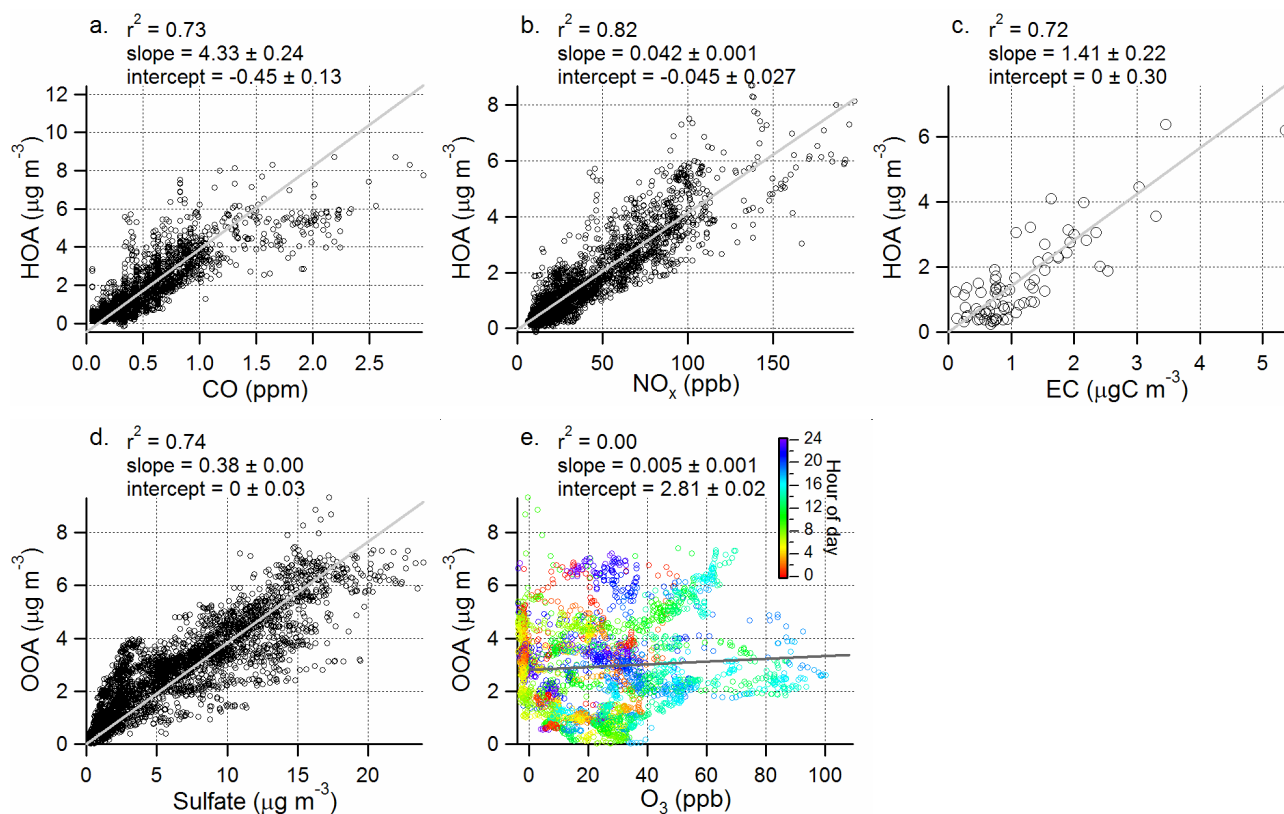 a.
r² = 0.73
slope = 4.33 ± 0.24
intercept = -0.45 ± 0.13
HOA (μg m⁻³)
12
10
8
6
4
2
0
0.0 0.5 1.0 1.5 2.0 2.5
CO (ppm)
b.
r² = 0.82
slope = 0.042 ± 0.001
intercept = -0.045 ± 0.027
HOA (μg m⁻³)
8
6
4
2
0
0 50 100 150
NOₓ (ppb)
c.
r² = 0.72
slope = 1.41 ± 0.22
intercept = 0 ± 0.30
HOA (μg m⁻³)
6
4
2
0
0 1 2 3 4 5
EC (μgC m⁻³)
d.
r² = 0.74
slope = 0.38 ± 0.00
intercept = 0 ± 0.03
OOA (μg m⁻³)
8
6
4
2
0
0 5 10 15 20
Sulfate (μg m⁻³)
e.
r² = 0.00
slope = 0.005 ± 0.001
intercept = 2.81 ± 0.02
OOA (μg m⁻³)
8
6
4
2
0
0 20 40 60 80 100
O₃ (ppb)
24
20
16
12
8
4
0
Hour of day